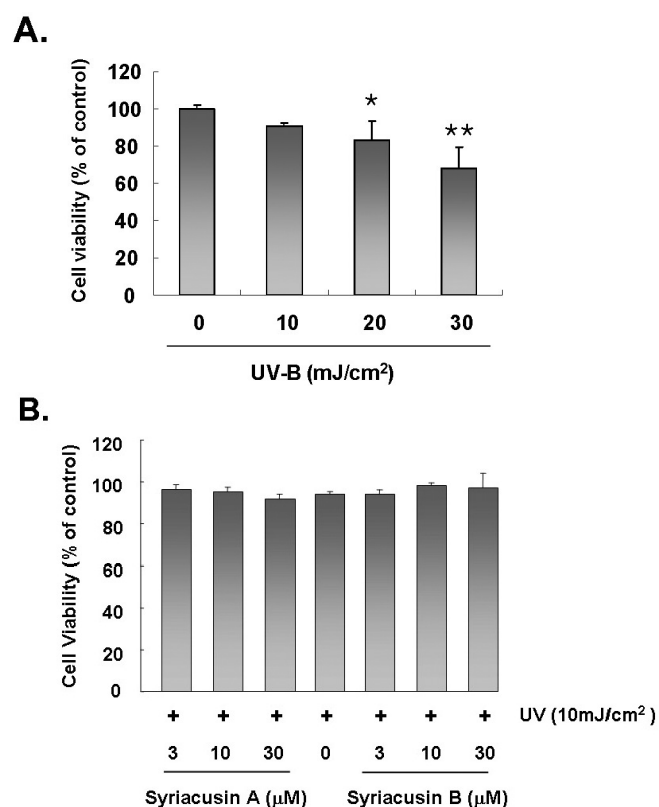 A.
Cell viability (% of control)
120
100
80
60
40
20
0
*
**
0 10 20 30
UV-B (mJ/cm²)
B.
Cell Viability (% of control)
120
100
80
60
40
20
0
+ + + + + + + UV (10mJ/cm² )
3 10 30 0 3 10 30
Syriacusin A (μM) Syriacusin B (μM)